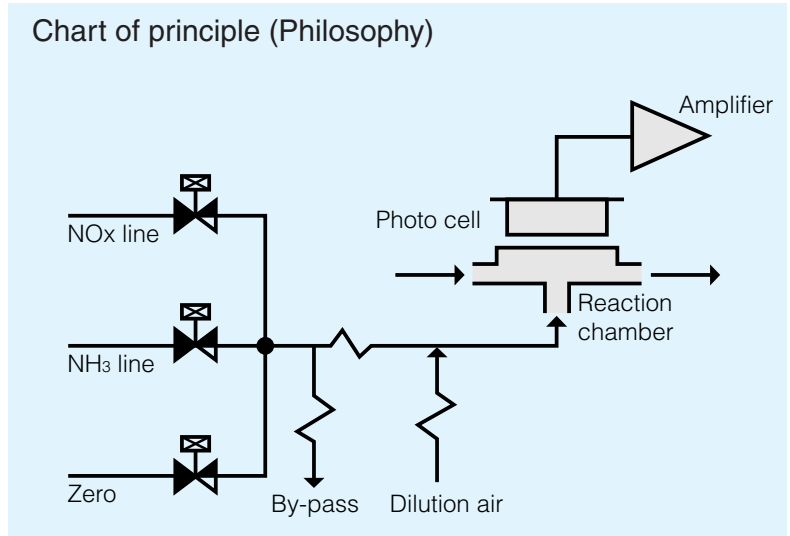 Chart of principle (Philosophy)
Amplifier
Photo cell
NOx line
Reaction
chamber
NH₃ line
Zero
By-pass
Dilution air